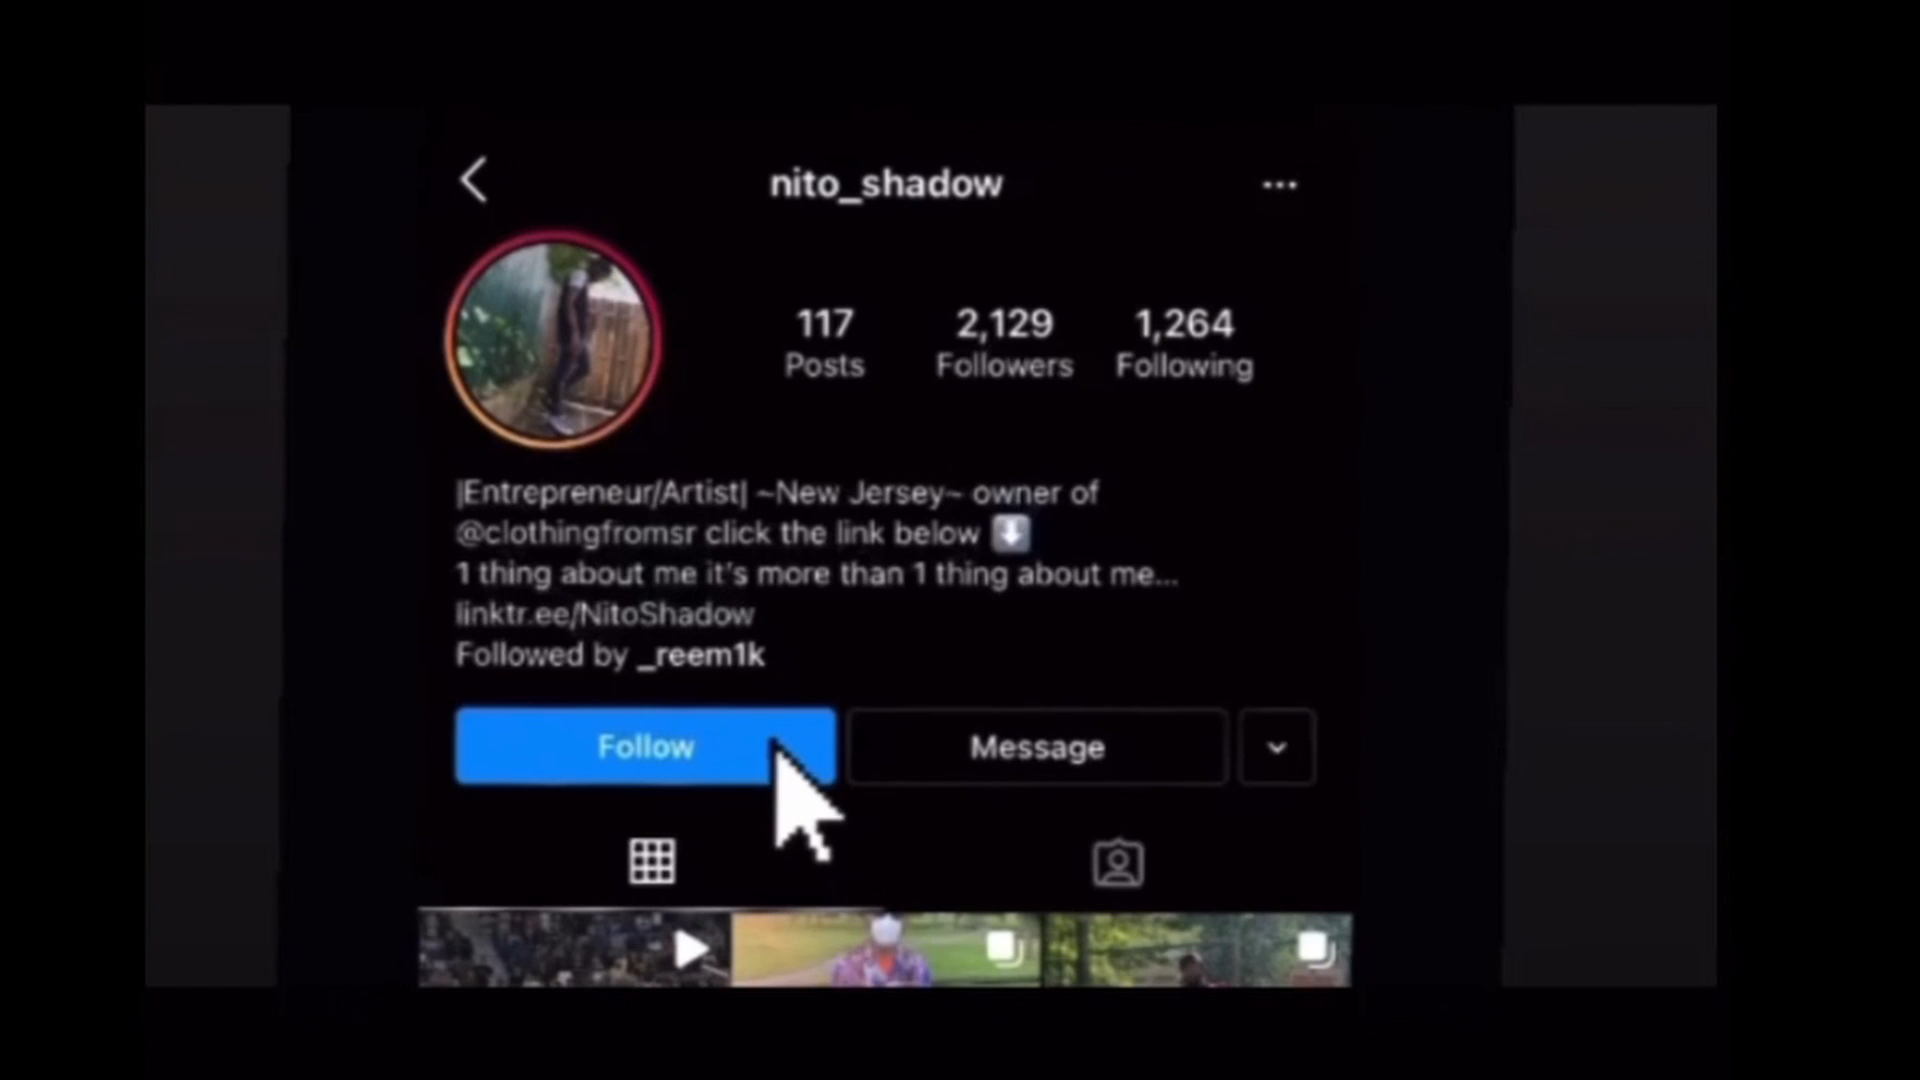 nito_shadow
117 2,129 1,264
Posts Followers Following
|Entrepreneur/Artist| ~New Jersey~ owner of
@clothingfromsr click the link below ⬇️
1 thing about me it's more than 1 thing about me...
linktr.ee/NitoShadow
Followed by _reem1k
Follow Message